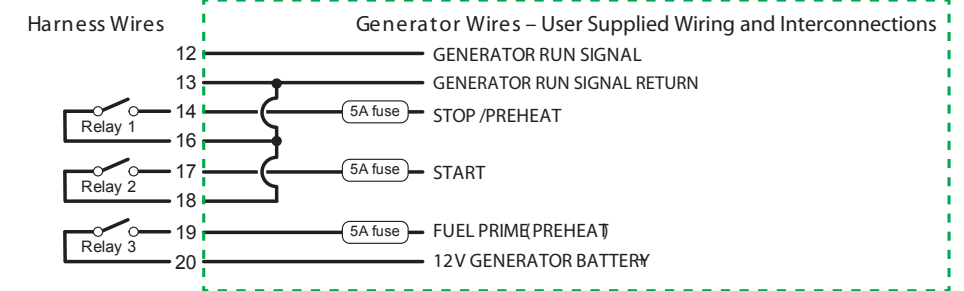 Harness Wires Generator Wires – User Supplied Wiring and Interconnections
12 GENERATOR RUN SIGNAL
13 GENERATOR RUN SIGNAL RETURN
14 5A fuse STOP /PREHEAT
Relay 1
16
17 5A fuse START
Relay 2
18
19 5A fuse FUEL PRIME(PREHEAT)
Relay 3
20 12V GENERATOR BATTERY+